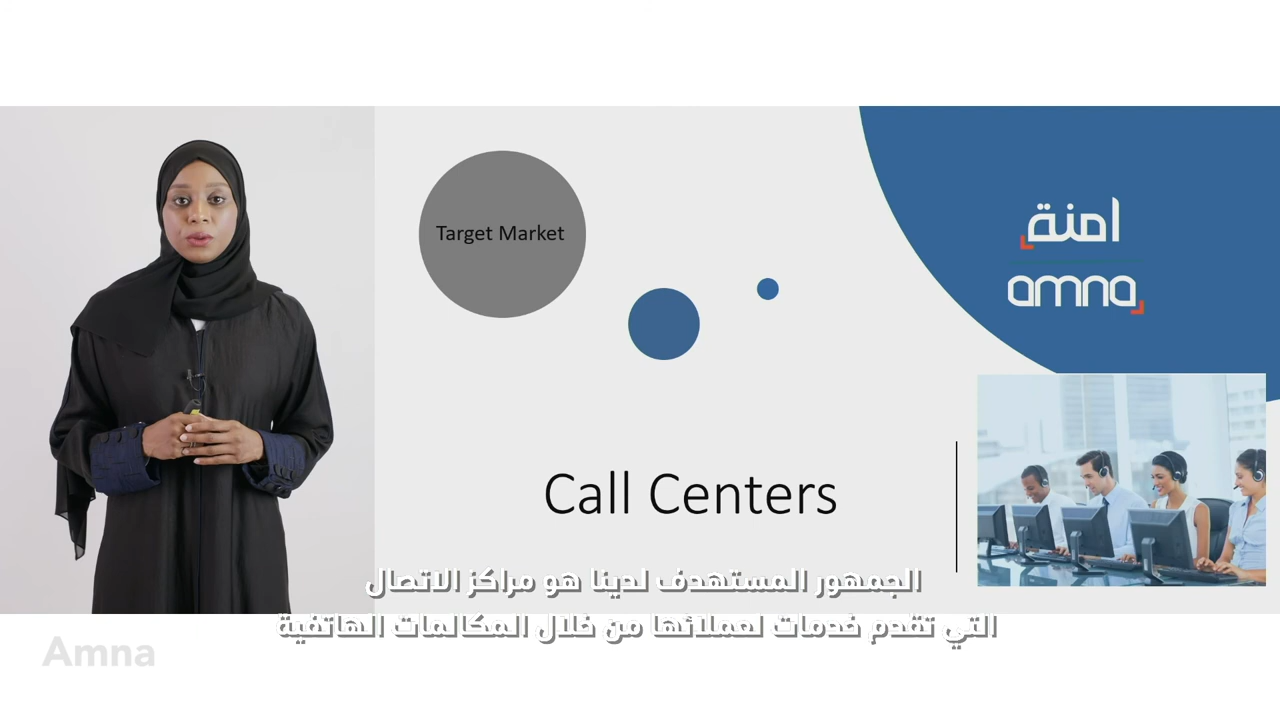 Target Market
امنة
amna
Call Centers
الجمهور المستهدف لدينا هو مراكز الاتصال
التي تقدم خدمات لعملائها من خلال المكالمات الهاتفية
Amna